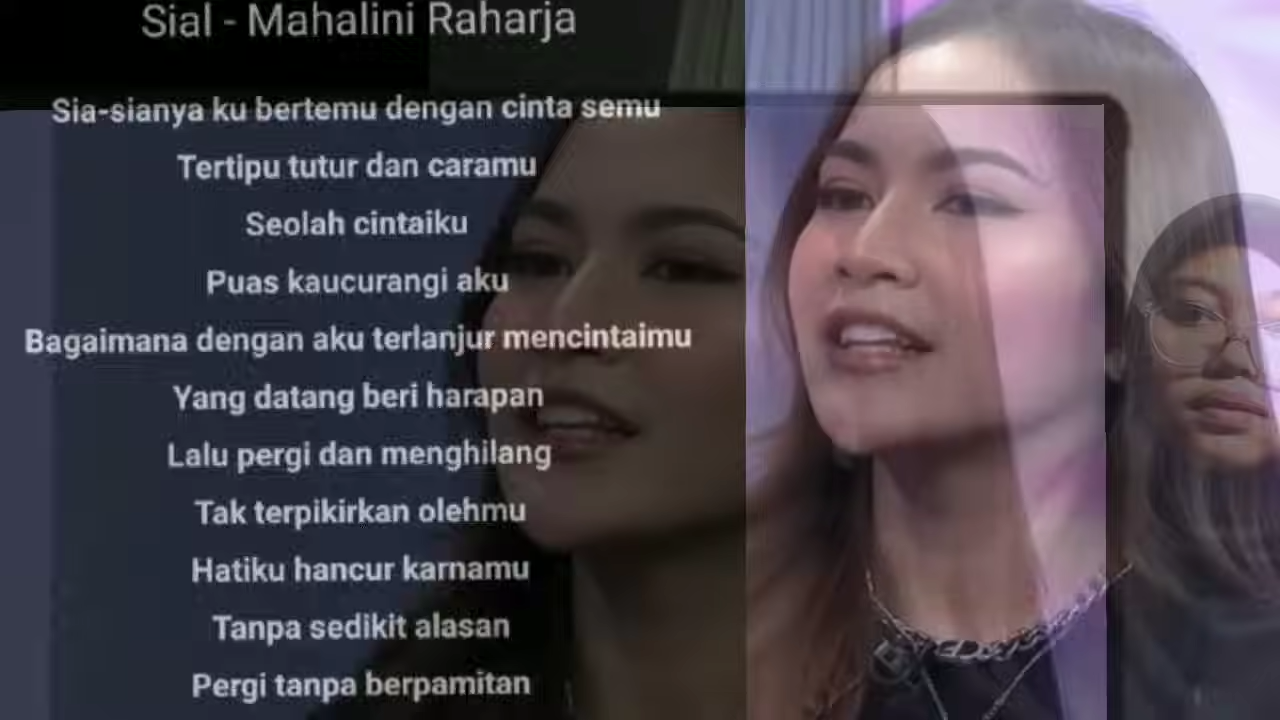 Sial - Mahalini Raharja
Sia-sianya ku bertemu dengan cinta semu
Tertipu tutur dan caramu
Seolah cintaiku
Puas kaucurangi aku
Bagaimana dengan aku terlanjur mencintaimu
Yang datang beri harapan
Lalu pergi dan menghilang
Tak terpikirkan olehmu
Hatiku hancur karnamu
Tanpa sedikit alasan
Pergi tanpa berpamitan